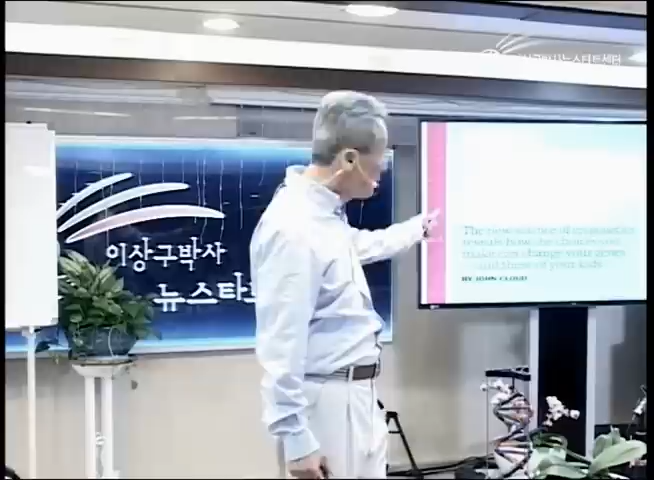 이상구박사
뉴스타트
The new science of epigenetics
reveals how the choices you
make can change your genes
and those of your kids
BY JOHN CLOUD